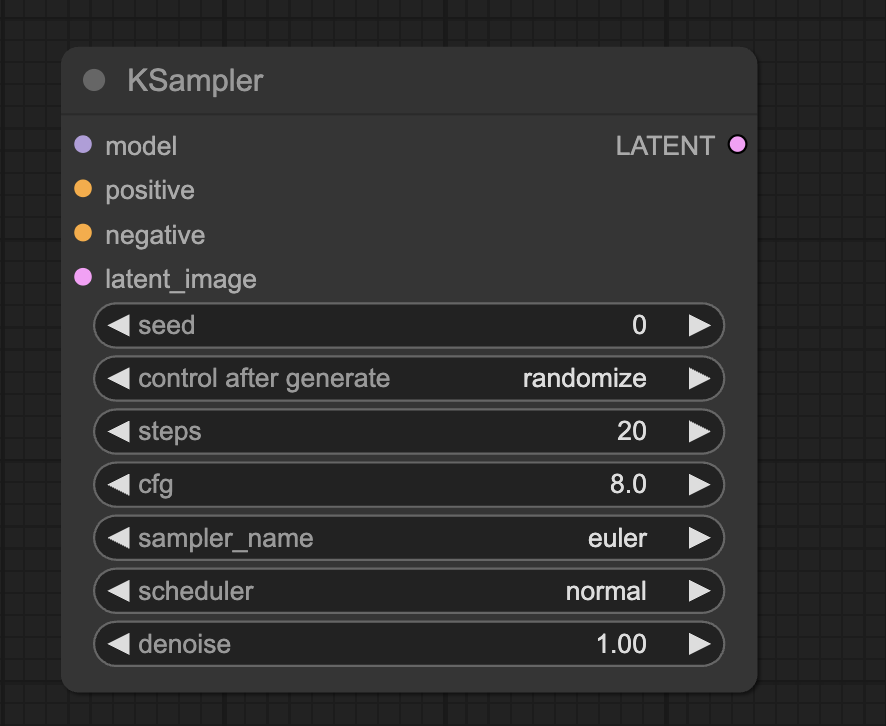 KSampler
model LATENT
positive
negative
latent_image
seed 0
control after generate randomize
steps 20
cfg 8.0
sampler_name euler
scheduler normal
denoise 1.00